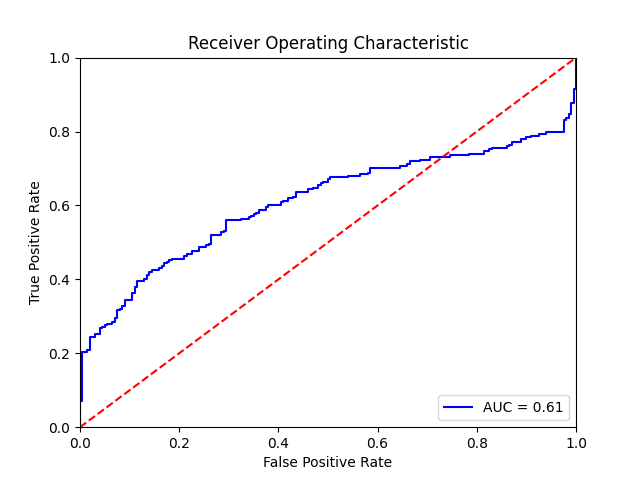 Receiver Operating Characteristic
True Positive Rate
1.0
0.8
0.6
0.4
0.2
0.0
AUC = 0.61
0.0 0.2 0.4 0.6 0.8 1.0
False Positive Rate